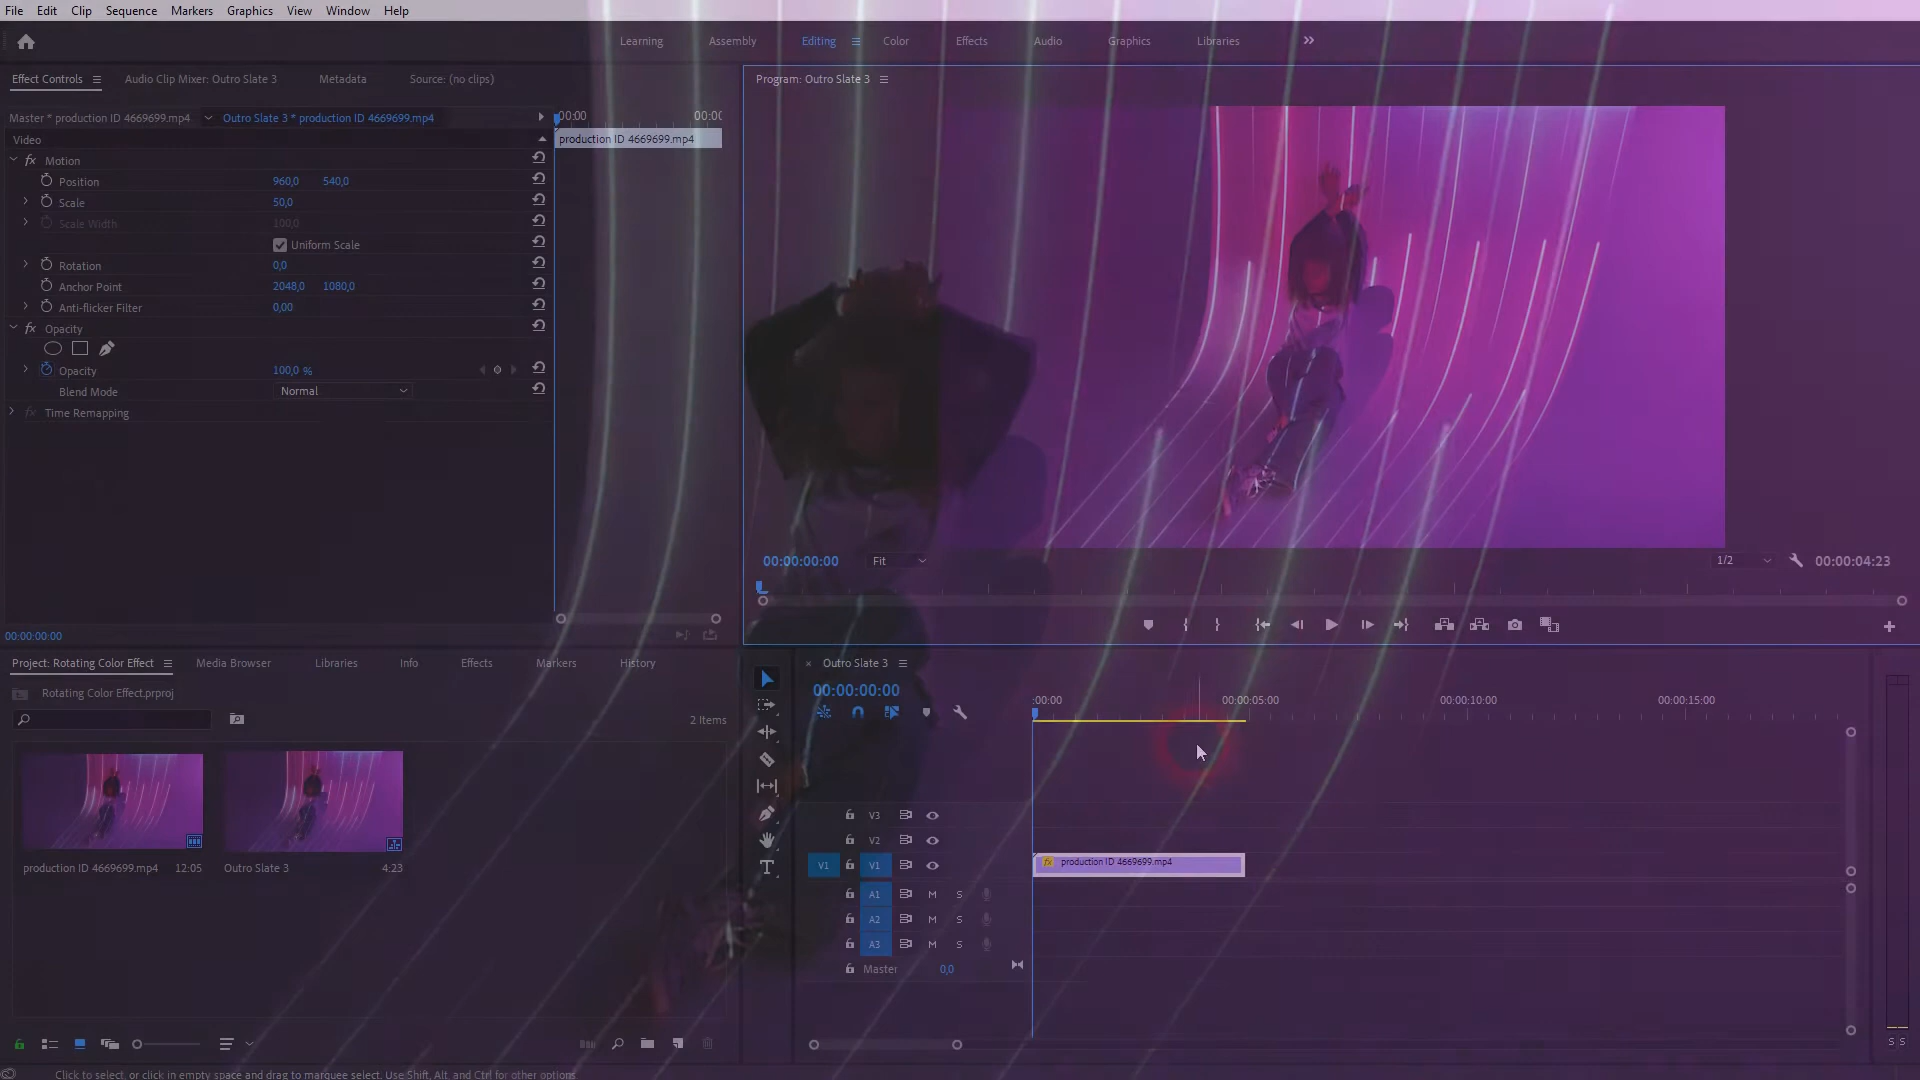 File Edit Clip Sequence Markers Graphics View Window Help
Learning Assembly Editing Color Effects Audio Graphics Libraries
Effect Controls Audio Clip Mixer: Outro Slate 3 Metadata Source: (no clips)
Program: Outro Slate 3
Master * production ID 4669699.mp4 Outro Slate 3 * production ID 4669699.mp4
:00:00 00:00
Video
production ID 4669699.mp4
fx Motion
Position 960,0 540,0
Scale 50,0
Scale Width 100,0
Uniform Scale
Rotation 0,0
Anchor Point 2048,0 1080,0
Anti-flicker Filter 0,00
fx Opacity
Opacity 100,0 %
Blend Mode Normal
fx Time Remapping
00:00:00:00 Fit 1/2 00:00:04:23
00:00:00:00
Project: Rotating Color Effect Media Browser Libraries Info Effects Markers History
Rotating Color Effect.prproj
2 Items
production ID 4669699.mp4 12:05 Outro Slate 3 4:23
× Outro Slate 3
00:00:00:00
:00:00 00:00:05:00 00:00:10:00 00:00:15:00
V3
V2
V1 V1 fx production ID 4669699.mp4
A1 M S
A2 M S
A3 M S
Master 0,0
S S
Click to select, or click in empty space and drag to marquee select. Use Shift, Alt, and Ctrl for other options.